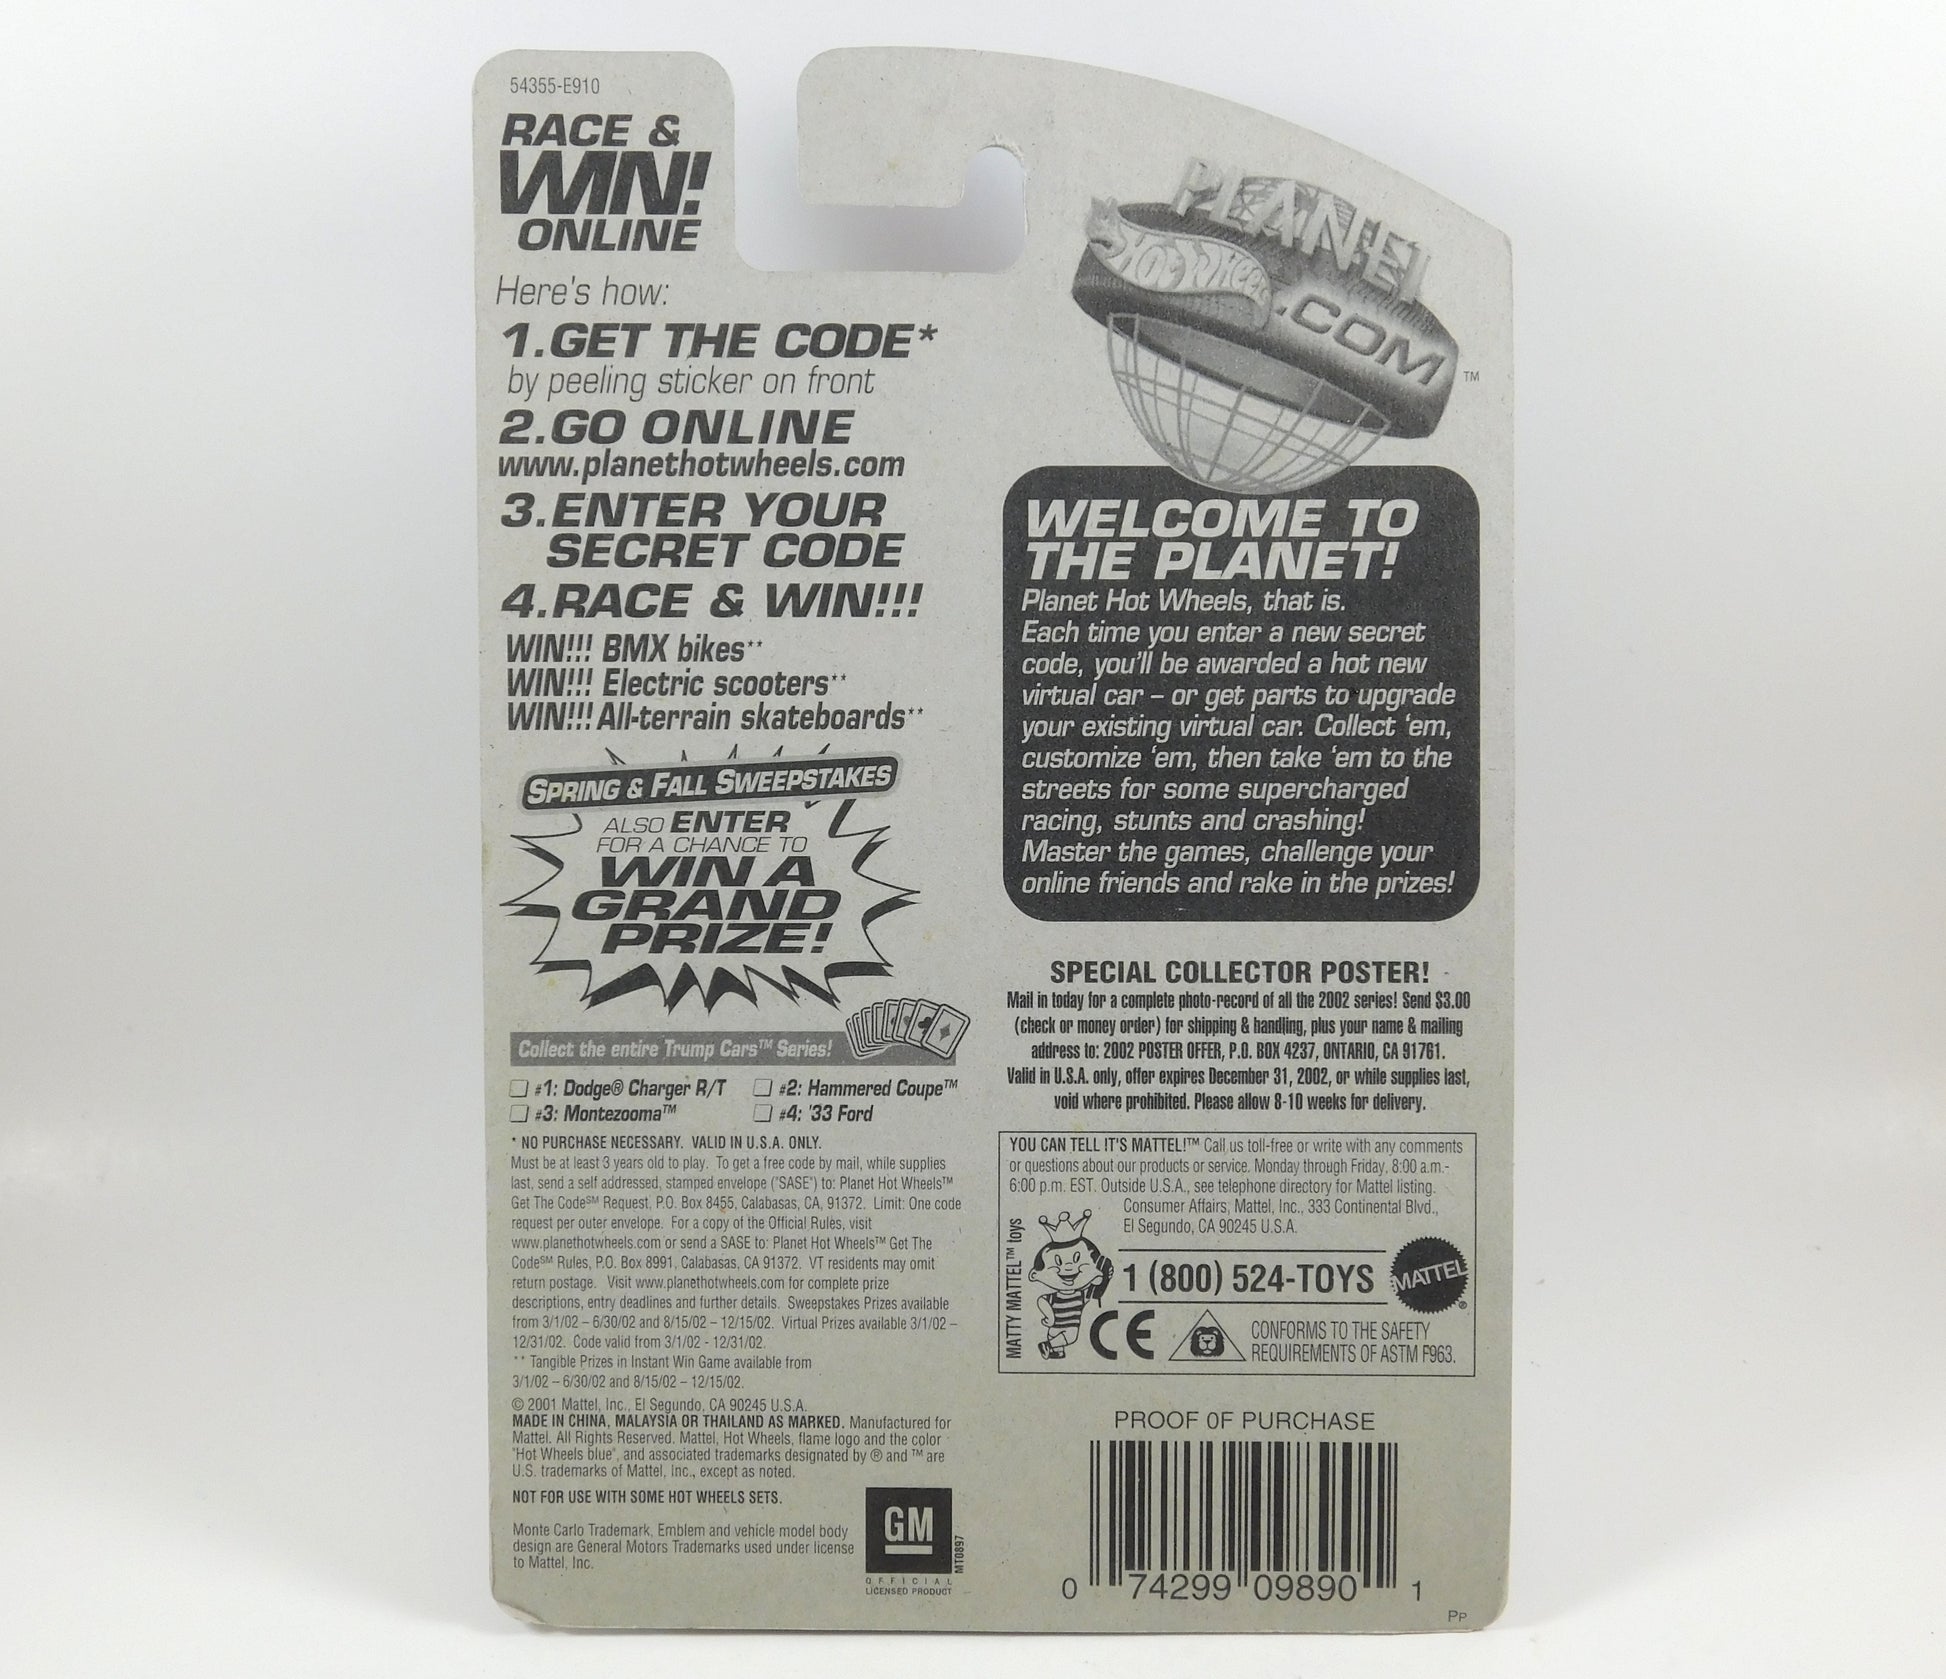 54355-E910
RACE &
WIN!
ONLINE
Here's how:
1.GET THE CODE*
by peeling sticker on front
2.GO ONLINE
www.planethotwheels.com
3.ENTER YOUR
SECRET CODE
4.RACE & WIN!!!
WIN!!! BMX bikes**
WIN!!! Electric scooters**
WIN!!! All-terrain skateboards**
SPRING & FALL SWEEPSTAKES
ALSO ENTER
FOR A CHANCE TO
WIN A
GRAND
PRIZE!
Collect the entire Trump Cars™ Series!
#1: Dodge® Charger R/T
#2: Hammered Coupe™
#3: Montezooma™
#4: '33 Ford
* NO PURCHASE NECESSARY. VALID IN U.S.A. ONLY.
Must be at least 3 years old to play. To get a free code by mail, while supplies
last, send a self addressed, stamped envelope ("SASE") to: Planet Hot Wheels™
Get The Code℠ Request, P.O. Box 8455, Calabasas, CA, 91372. Limit: One code
request per outer envelope. For a copy of the Official Rules, visit
www.planethotwheels.com or send a SASE to: Planet Hot Wheels™ Get The
Code℠ Rules, P.O. Box 8991, Calabasas, CA 91372. VT residents may omit
return postage. Visit www.planethotwheels.com for complete prize
descriptions, entry deadlines and further details. Sweepstakes Prizes available
from 3/1/02 – 6/30/02 and 8/15/02 – 12/15/02. Virtual Prizes available 3/1/02 –
12/31/02. Code valid from 3/1/02 - 12/31/02.
** Tangible Prizes in Instant Win Game available from
3/1/02 – 6/30/02 and 8/15/02 – 12/15/02.
© 2001 Mattel, Inc., El Segundo, CA 90245 U.S.A.
MADE IN CHINA, MALAYSIA OR THAILAND AS MARKED. Manufactured for
Mattel. All Rights Reserved. Mattel, Hot Wheels, flame logo and the color
"Hot Wheels blue", and associated trademarks designated by ® and ™ are
U.S. trademarks of Mattel, Inc., except as noted.
NOT FOR USE WITH SOME HOT WHEELS SETS.
Monte Carlo Trademark, Emblem and vehicle model body
design are General Motors Trademarks used under license
to Mattel, Inc.
GM
OFFICIAL
LICENSED PRODUCT
MT0897
PLANET
HOT WHEELS
.COM
™
WELCOME TO
THE PLANET!
Planet Hot Wheels, that is.
Each time you enter a new secret
code, you'll be awarded a hot new
virtual car – or get parts to upgrade
your existing virtual car. Collect 'em,
customize 'em, then take 'em to the
streets for some supercharged
racing, stunts and crashing!
Master the games, challenge your
online friends and rake in the prizes!
SPECIAL COLLECTOR POSTER!
Mail in today for a complete photo-record of all the 2002 series! Send $3.00
(check or money order) for shipping & handling, plus your name & mailing
address to: 2002 POSTER OFFER, P.O. BOX 4237, ONTARIO, CA 91761.
Valid in U.S.A. only, offer expires December 31, 2002, or while supplies last,
void where prohibited. Please allow 8-10 weeks for delivery.
YOU CAN TELL IT'S MATTEL!™ Call us toll-free or write with any comments
or questions about our products or service. Monday through Friday, 8:00 a.m.-
6:00 p.m. EST. Outside U.S.A., see telephone directory for Mattel listing.
Consumer Affairs, Mattel, Inc., 333 Continental Blvd.,
El Segundo, CA 90245 U.S.A.
MATTY MATTEL™ toys
1 (800) 524-TOYS
MATTEL®
CE
CONFORMS TO THE SAFETY
REQUIREMENTS OF ASTM F963.
PROOF OF PURCHASE
0 74299 09890 1
PP